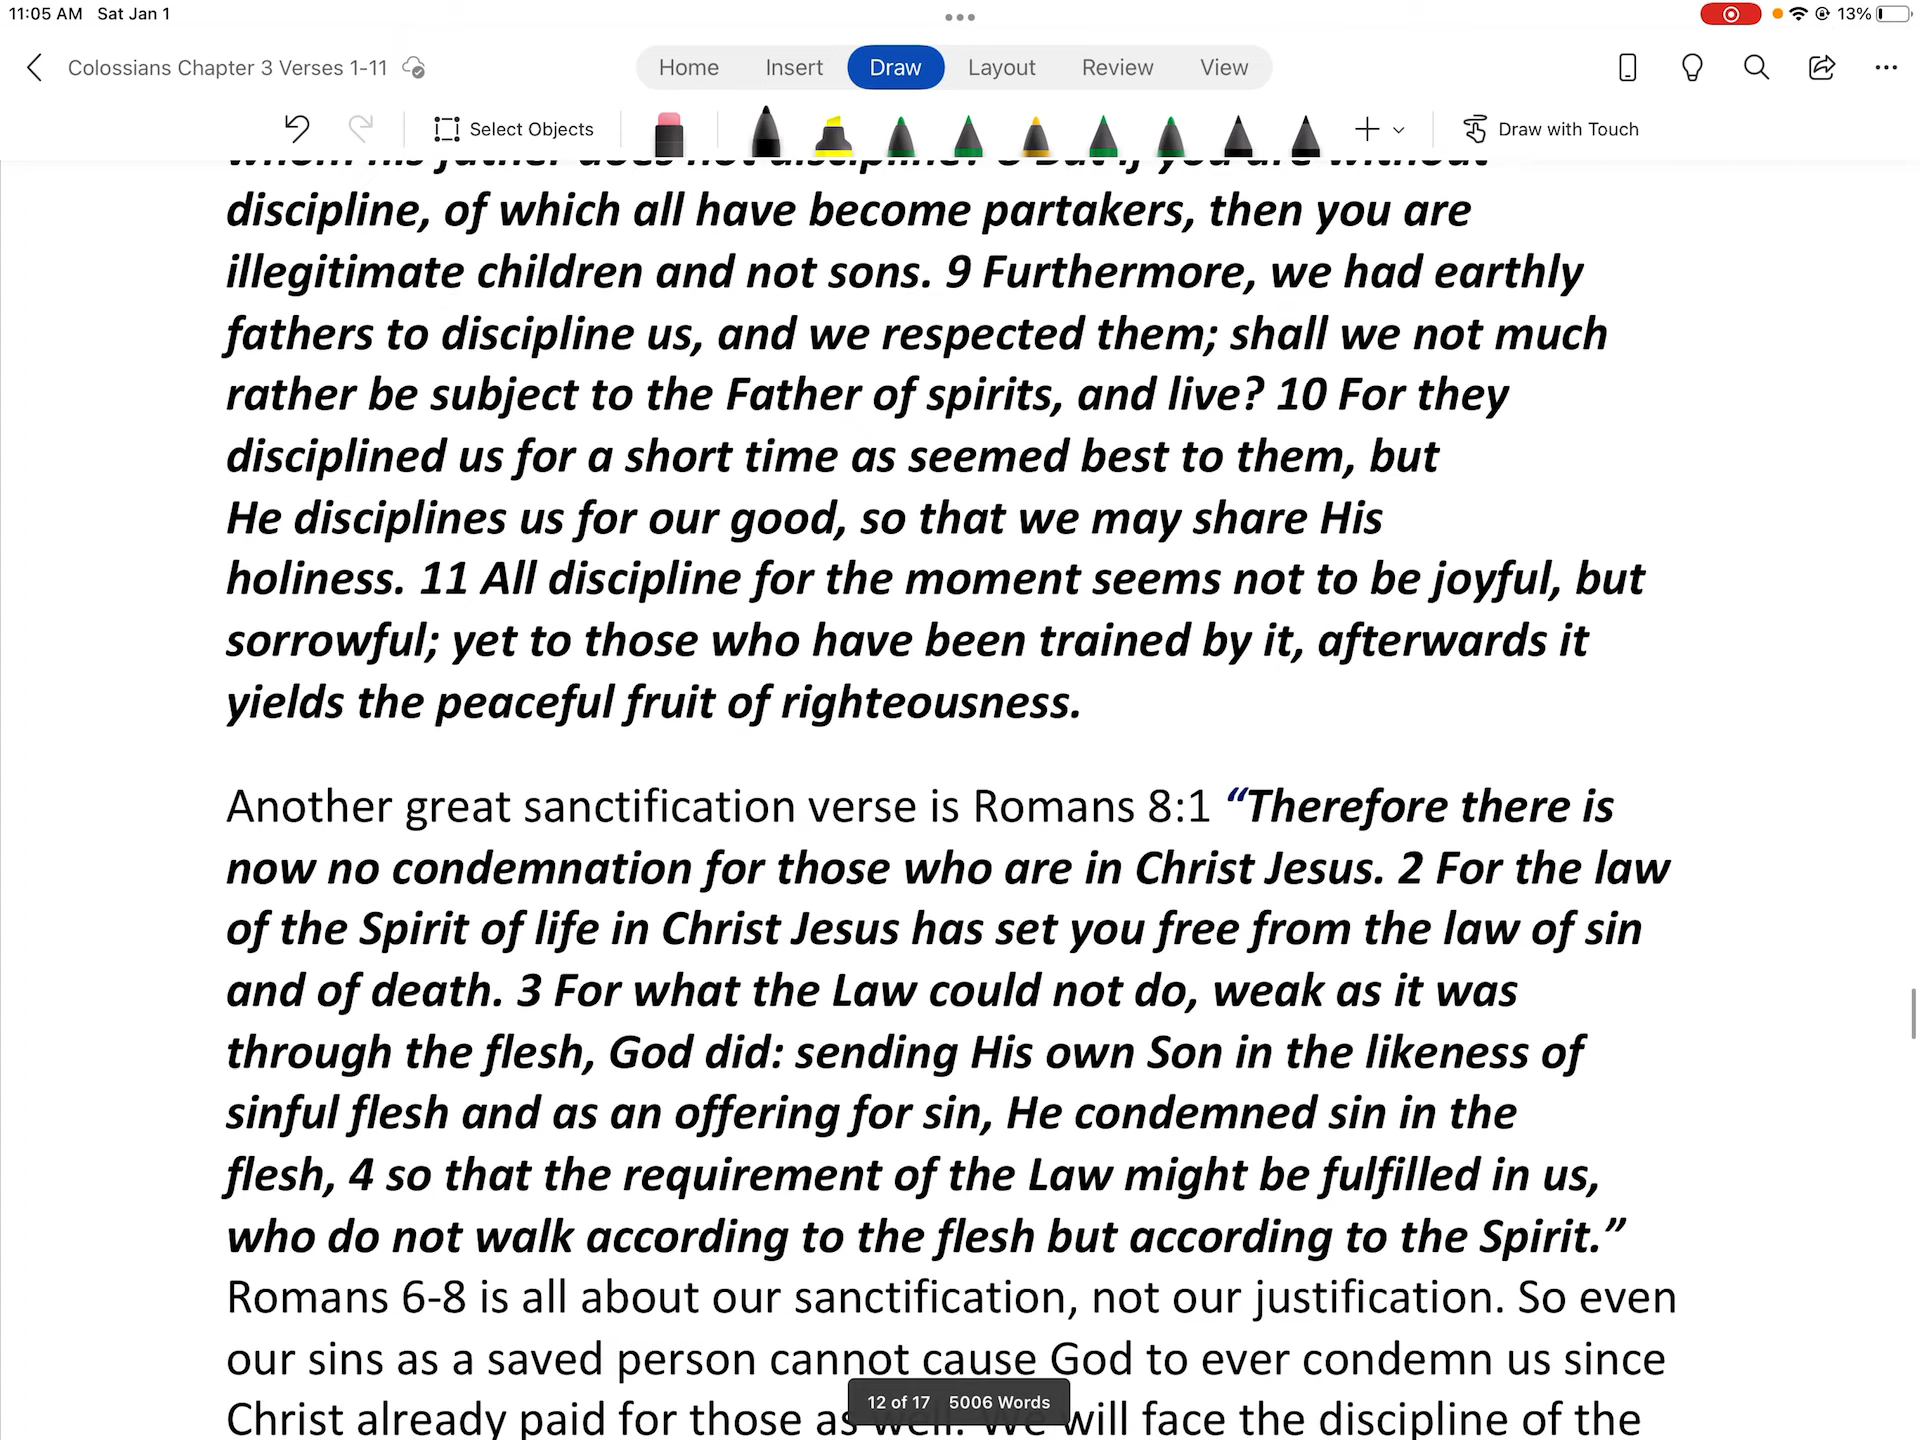 11:05 AM Sat Jan 1
13%
Colossians Chapter 3 Verses 1-11
Home Insert Draw Layout Review View
Select Objects
Draw with Touch
whom his father does not discipline? 8 But if you are without
discipline, of which all have become partakers, then you are
illegitimate children and not sons. 9 Furthermore, we had earthly
fathers to discipline us, and we respected them; shall we not much
rather be subject to the Father of spirits, and live? 10 For they
disciplined us for a short time as seemed best to them, but
He disciplines us for our good, so that we may share His
holiness. 11 All discipline for the moment seems not to be joyful, but
sorrowful; yet to those who have been trained by it, afterwards it
yields the peaceful fruit of righteousness.
Another great sanctification verse is Romans 8:1 “Therefore there is
now no condemnation for those who are in Christ Jesus. 2 For the law
of the Spirit of life in Christ Jesus has set you free from the law of sin
and of death. 3 For what the Law could not do, weak as it was
through the flesh, God did: sending His own Son in the likeness of
sinful flesh and as an offering for sin, He condemned sin in the
flesh, 4 so that the requirement of the Law might be fulfilled in us,
who do not walk according to the flesh but according to the Spirit.”
Romans 6-8 is all about our sanctification, not our justification. So even
our sins as a saved person cannot cause God to ever condemn us since
Christ already paid for those as well. We will face the discipline of the
12 of 17 5006 Words